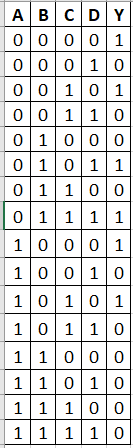 A B C D Y
0 0 0 0 1
0 0 0 1 0
0 0 1 0 1
0 0 1 1 0
0 1 0 0 0
0 1 0 1 1
0 1 1 0 0
0 1 1 1 1
1 0 0 0 1
1 0 0 1 0
1 0 1 0 1
1 0 1 1 0
1 1 0 0 0
1 1 0 1 0
1 1 1 0 0
1 1 1 1 0